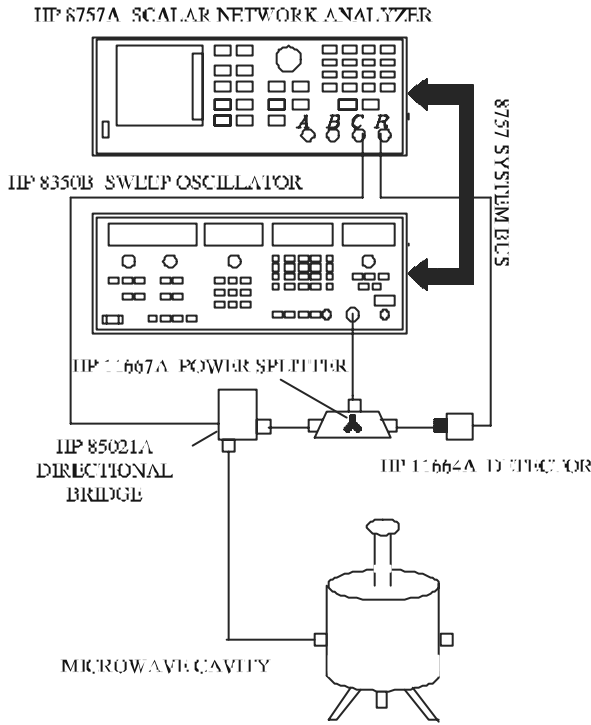 HP 8757A SCALAR NETWORK ANALYZER
A B C R
8757 SYSTEM BUS
HP 8350B SWEEP OSCILLATOR
HP 11667A POWER SPLITTER
HP 85021A
DIRECTIONAL
BRIDGE
HP 11664A DETECTOR
MICROWAVE CAVITY